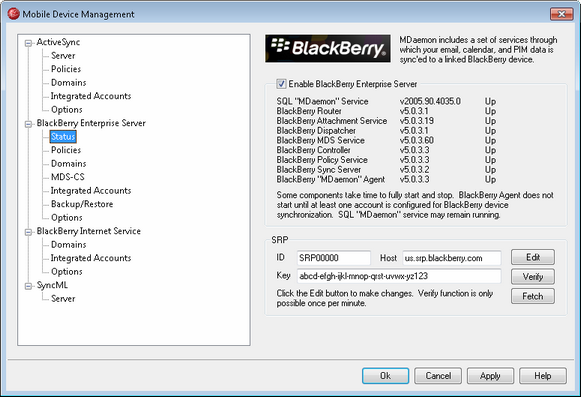 Mobile Device Management
ActiveSync
Server
Policies
Domains
Integrated Accounts
Options
BlackBerry Enterprise Server
Status
Policies
Domains
MDS-CS
Integrated Accounts
Backup/Restore
Options
BlackBerry Internet Service
Domains
Integrated Accounts
Options
SyncML
Server
BlackBerry
MDaemon includes a set of services through
which your email, calendar, and PIM data is
sync'ed to a linked BlackBerry device.
Enable BlackBerry Enterprise Server
SQL "MDaemon" Service v2005.90.4035.0 Up
BlackBerry Router v5.0.3.1 Up
BlackBerry Attachment Service v5.0.3.19 Up
BlackBerry Dispatcher v5.0.3.1 Up
BlackBerry MDS Service v5.0.3.60 Up
BlackBerry Controller v5.0.3.3 Up
BlackBerry Policy Service v5.0.3.3 Up
BlackBerry Sync Server v5.0.3.2 Up
BlackBerry "MDaemon" Agent v5.0.3.3 Up
Some components take time to fully start and stop. BlackBerry Agent does not
start until at least one account is configured for BlackBerry device
synchronization. SQL "MDaemon" service may remain running.
SRP
ID SRP00000 Host us.srp.blackberry.com Edit
Key abcd-efgh-ijkl-mnop-qrst-uvwx-yz123 Verify
Click the Edit button to make changes. Verify function is only
possible once per minute.
Fetch
Ok Cancel Apply Help